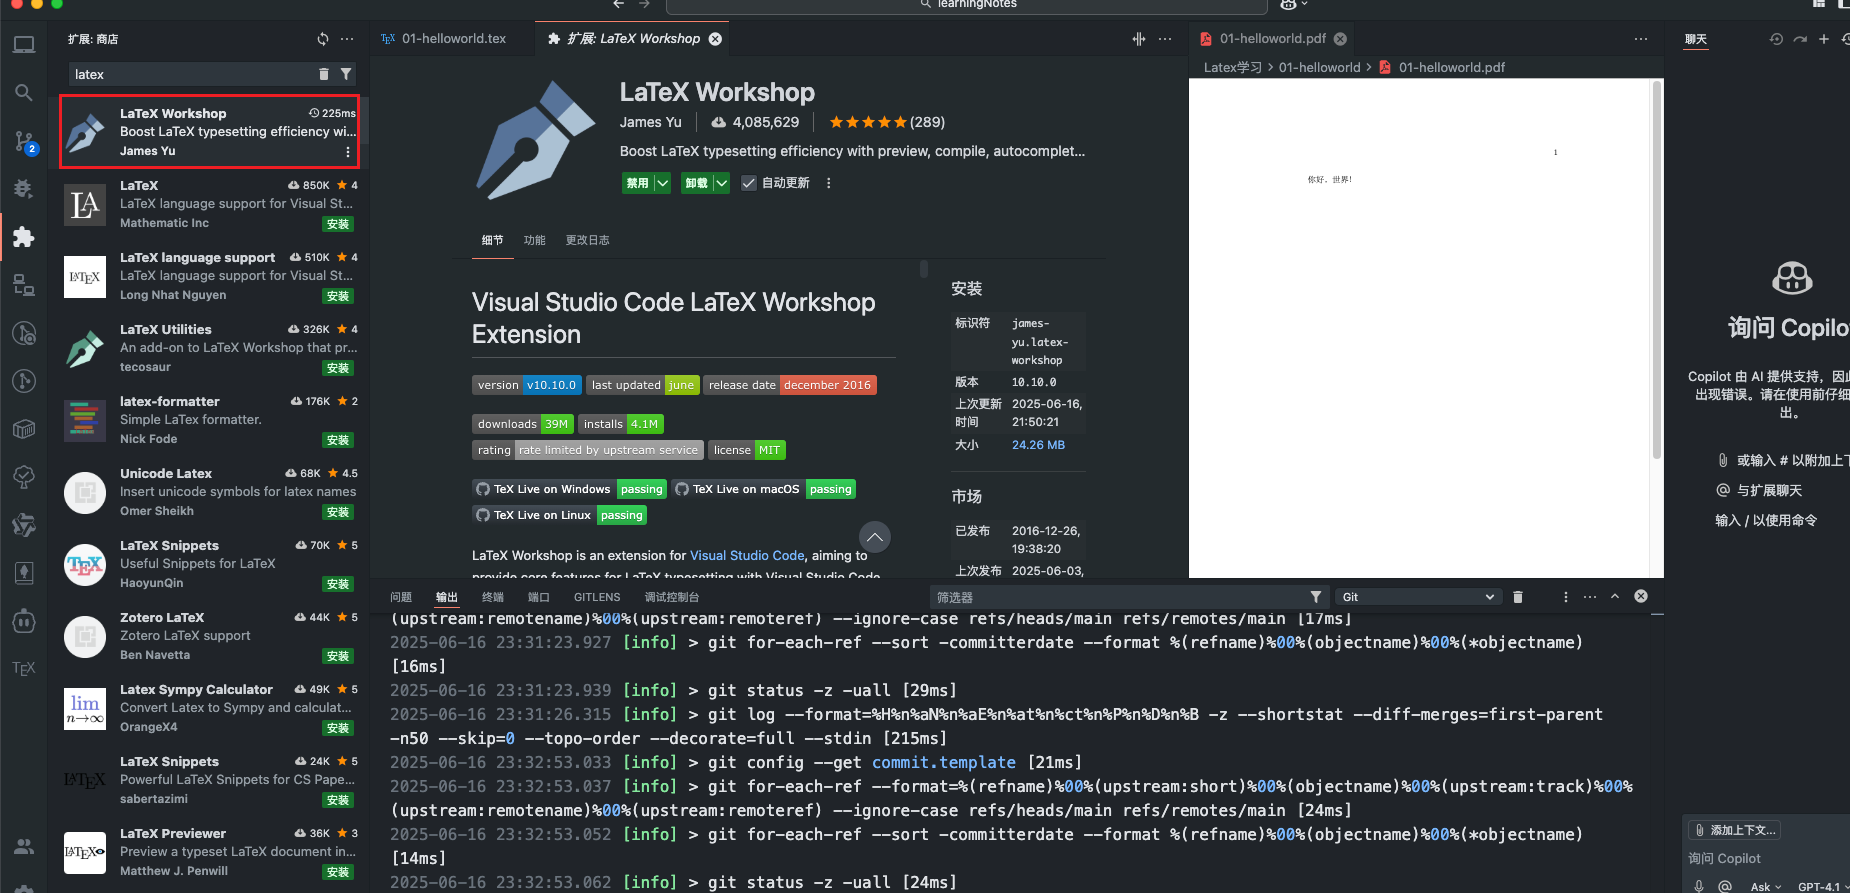 learningNotes
扩展: 商店
latex
LaTeX Workshop
225ms
Boost LaTeX typesetting efficiency wi...
James Yu
LaTeX
850K
4
LaTeX language support for Visual St...
Mathematic Inc
安装
LaTeX language support
510K
4
LaTeX language support for Visual St...
Long Nhat Nguyen
安装
LaTeX Utilities
326K
4
An add-on to LaTeX Workshop that pr...
tecosaur
安装
latex-formatter
176K
2
Simple LaTex formatter.
Nick Fode
安装
Unicode Latex
68K
4.5
Insert unicode symbols for latex names
Omer Sheikh
安装
LaTeX Snippets
70K
5
Useful Snippets for LaTeX
HaoyunQin
安装
Zotero LaTeX
44K
5
Zotero LaTeX support
Ben Navetta
安装
Latex Sympy Calculator
49K
5
Convert Latex to Sympy and calculat...
OrangeX4
安装
LaTeX Snippets
24K
5
Powerful LaTeX Snippets for CS Pape...
sabertazimi
安装
LaTeX Previewer
36K
3
Preview a typeset LaTeX document in...
Matthew J. Penwill
安装
2
TEX
LA
LATEX
TEX
lim
n→∞
LATEX
LATEX
TEX 01-helloworld.tex
扩展: LaTeX Workshop
LaTeX Workshop
James Yu
4,085,629
(289)
Boost LaTeX typesetting efficiency with preview, compile, autocomplet...
禁用
卸载
自动更新
细节
功能
更改日志
Visual Studio Code LaTeX Workshop
Extension
version v10.10.0
last updated june
release date december 2016
downloads 39M
installs 4.1M
rating rate limited by upstream service
license MIT
TeX Live on Windows passing
TeX Live on macOS passing
TeX Live on Linux passing
LaTeX Workshop is an extension for Visual Studio Code, aiming to
provide core features for LaTeX typesetting with Visual Studio Code.
安装
标识符
james-
yu.latex-
workshop
版本
10.10.0
上次更新
时间
2025-06-16,
21:50:21
大小
24.26 MB
市场
已发布
2016-12-26,
19:38:20
上次发布
2025-06-03,
01-helloworld.pdf
Latex学习 > 01-helloworld > 01-helloworld.pdf
1
你好，世界！
聊天
询问 Copilot
Copilot 由 AI 提供支持，因此
出现错误。请在使用前仔细
出。
或输入 # 以附加上下
@ 与扩展聊天
输入 / 以使用命令
添加上下文...
询问 Copilot
Ask
GPT-4.1
问题
输出
终端
端口
GITLENS
调试控制台
筛选器
Git
(upstream:remotename)%00%(upstream:remoteref) --ignore-case refs/heads/main refs/remotes/main [17ms]
2025-06-16 23:31:23.927 [info] > git for-each-ref --sort -committerdate --format %(refname)%00%(objectname)%00%(*objectname)
[16ms]
2025-06-16 23:31:23.939 [info] > git status -z -uall [29ms]
2025-06-16 23:31:26.315 [info] > git log --format=%H%n%aN%n%aE%n%at%n%ct%n%P%n%D%n%B -z --shortstat --diff-merges=first-parent
-n50 --skip=0 --topo-order --decorate=full --stdin [215ms]
2025-06-16 23:32:53.033 [info] > git config --get commit.template [21ms]
2025-06-16 23:32:53.037 [info] > git for-each-ref --format=%(refname)%00%(upstream:short)%00%(objectname)%00%(upstream:track)%00%
(upstream:remotename)%00%(upstream:remoteref) --ignore-case refs/heads/main refs/remotes/main [24ms]
2025-06-16 23:32:53.052 [info] > git for-each-ref --sort -committerdate --format %(refname)%00%(objectname)%00%(*objectname)
[14ms]
2025-06-16 23:32:53.062 [info] > git status -z -uall [24ms]